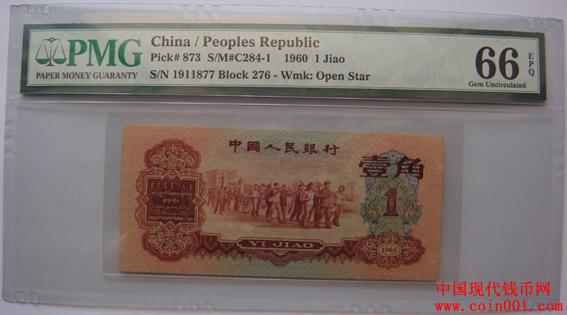 PMG
PAPER MONEY GUARANTY
China / Peoples Republic
Pick# 873 S/M#C284-1 1960 1 Jiao
S/N 1911877 Block 276 - Wmk: Open Star
66 EPQ
Gem Uncirculated
中國人民銀行
壹角
1
YI JIAO
1960
中国现代钱币网
www.coin001.com